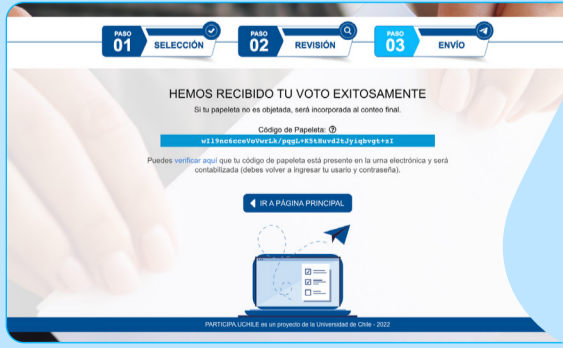 PASO 01 SELECCIÓN
PASO 02 REVISIÓN
PASO 03 ENVÍO
HEMOS RECIBIDO TU VOTO EXITOSAMENTE
Si tu papeleta no es objetada, será incorporada al conteo final.
Código de Papeleta:
Puedes verificar aquí que tu código de papeleta está presente en la urna electrónica y será
contabilizada (debes volver a ingresar tu usario y contraseña).
IR A PÁGINA PRINCIPAL
PARTICIPA.UCHILE es un proyecto de la Universidad de Chile - 2022